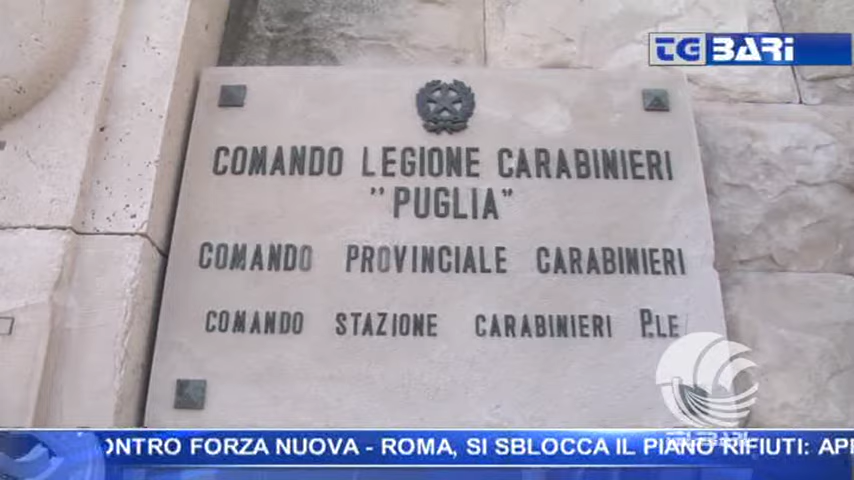 TG BARI
COMANDO LEGIONE CARABINIERI
"PUGLIA"
COMANDO PROVINCIALE CARABINIERI
COMANDO STAZIONE CARABINIERI P.LE
TELEBARI
ONTRO FORZA NUOVA - ROMA, SI SBLOCCA IL PIANO RIFIUTI: AP